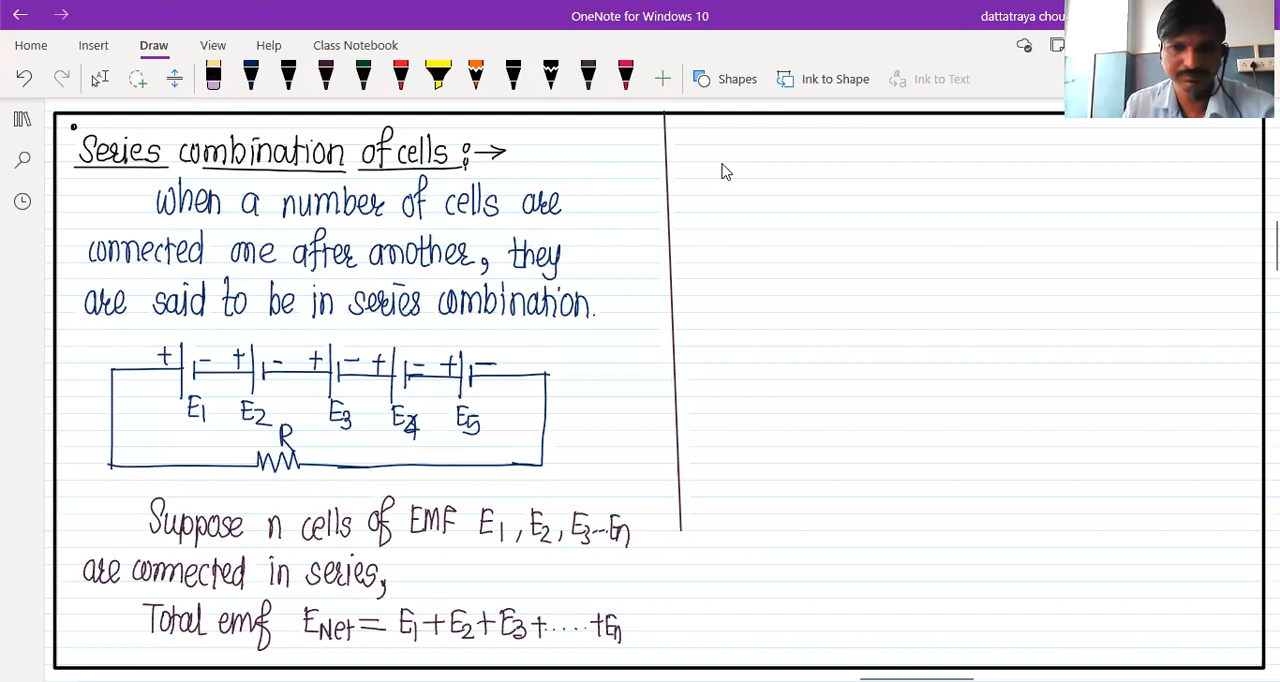 OneNote for Windows 10
dattatraya chou
Home Insert Draw View Help Class Notebook
Shapes Ink to Shape Ink to Text
Series combination of cells :→
When a number of cells are
connected one after another, they
are said to be in series combination.
+ - + - + - + - + -
E1 E2 E3 E4 E5
R
Suppose n cells of EMF E1, E2, E3...En
are connected in series,
Total emf ENet = E1+E2+E3+.....+En